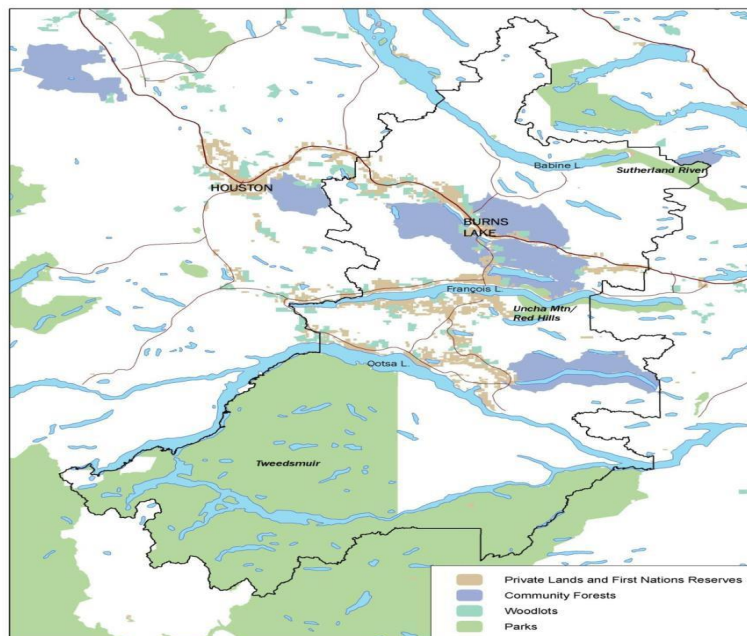 Babine L.
Sutherland River
HOUSTON
BURNS
LAKE
François L.
Uncha Mtn/
Red Hills
Ootsa L.
Tweedsmuir
Private Lands and First Nations Reserves
Community Forests
Woodlots
Parks